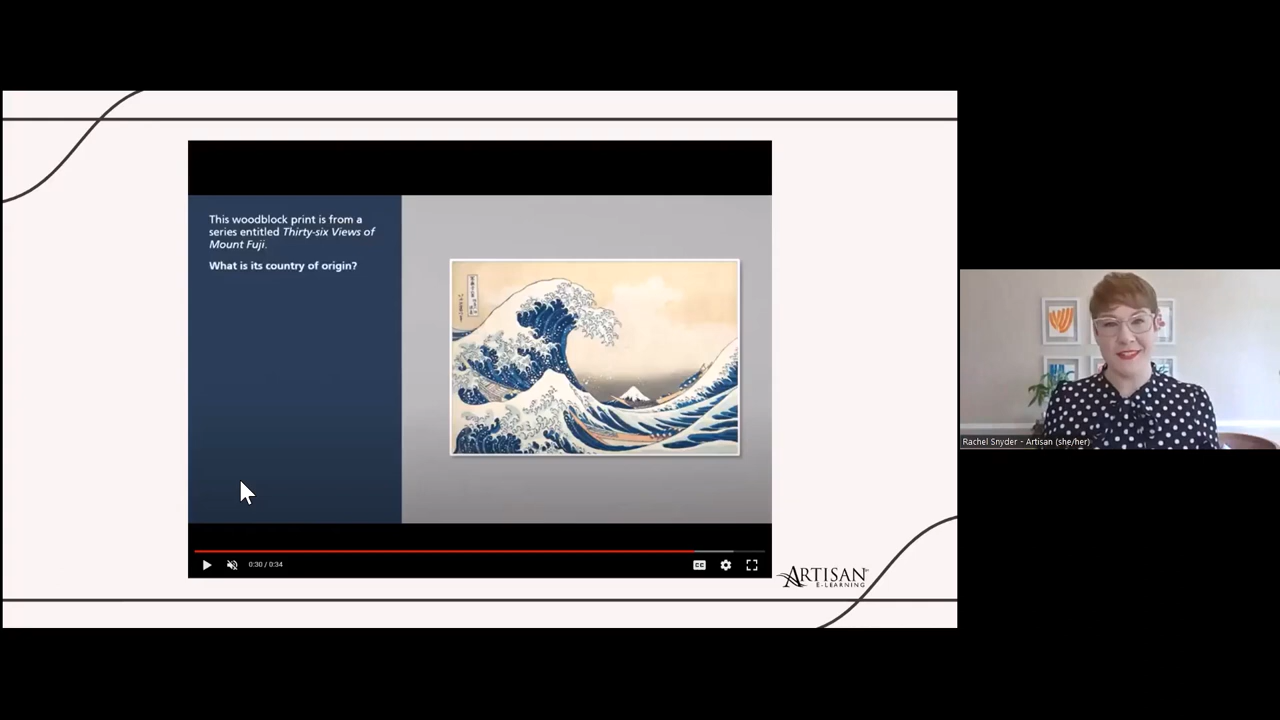 This woodblock print is from a
series entitled Thirty-six Views of
Mount Fuji.
What is its country of origin?
0:30 / 0:34
CC
ARTISAN
E-LEARNING
Rachel Snyder - Artisan (she/her)